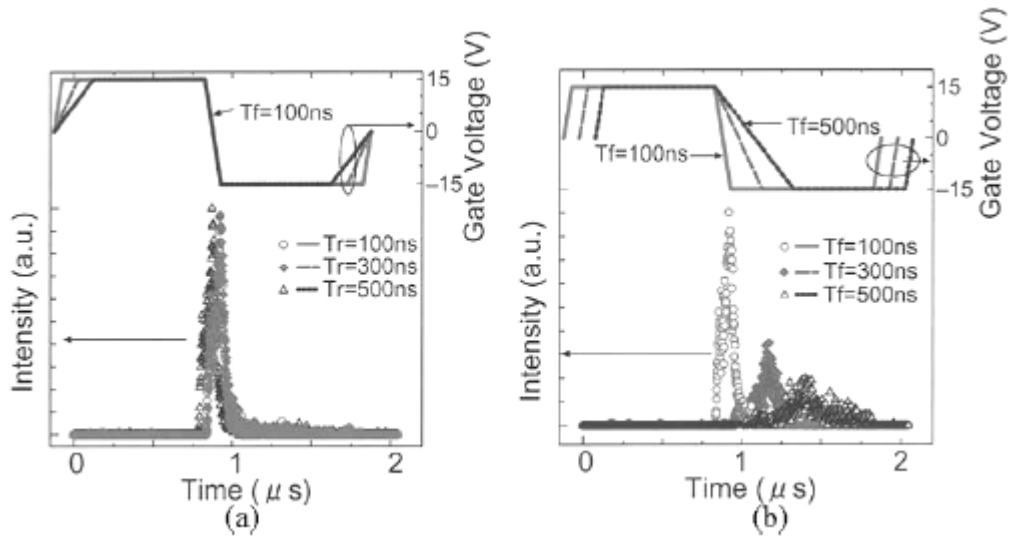 15
0
-15
Gate Voltage (V)
Tf=100ns
Intensity (a.u.)
Tr=100ns
Tr=300ns
Tr=500ns
0
1
2
Time ( μ s)
(a)
15
0
-15
Gate Voltage (V)
Tf=500ns
Tf=100ns
Intensity (a.u.)
Tf=100ns
Tf=300ns
Tf=500ns
0
1
2
Time ( μ s)
(b)